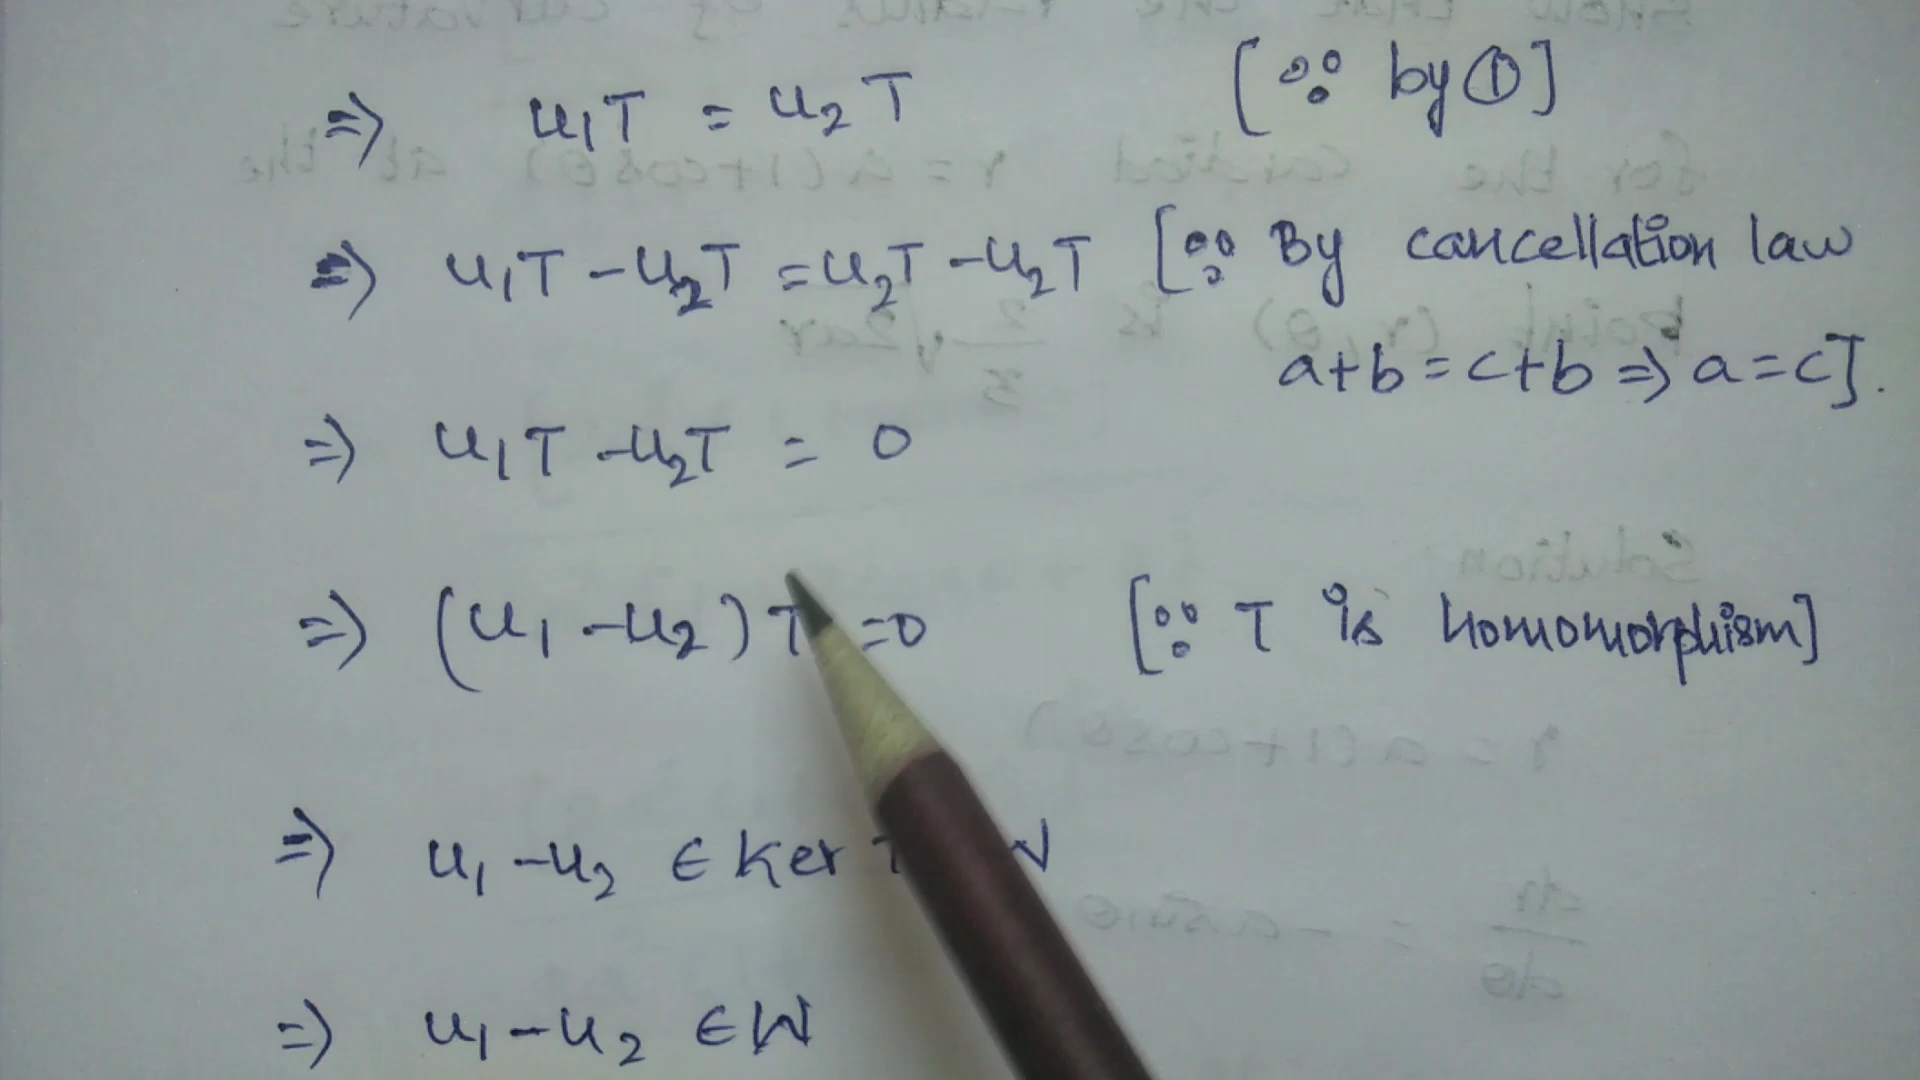 ⇒ u₁T = u₂T [∵ by ①]
⇒ u₁T - u₂T = u₂T - u₂T [∵ By cancellation law
a+b = c+b ⇒ a = c].
⇒ u₁T - u₂T = 0
⇒ (u₁ - u₂) T = 0 [∵ T is homomorphism]
⇒ u₁ - u₂ ∈ Ker
⇒ u₁ - u₂ ∈ W